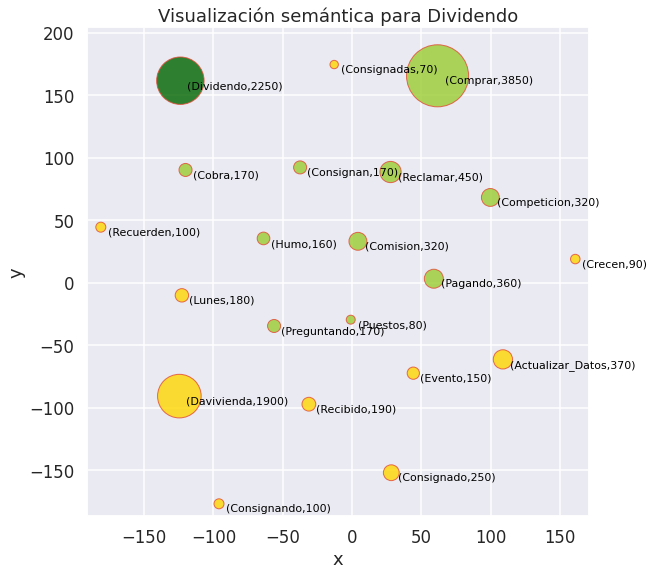 Visualización semántica para Dividendo
200
150
100
50
0
−50
−100
−150
y
(Consignadas,70)
(Comprar,3850)
(Dividendo,2250)
(Cobra,170)
(Consignan,170)
(Reclamar,450)
(Competicion,320)
(Recuerden,100)
(Humo,160)
(Comision,320)
(Crecen,90)
(Pagando,360)
(Lunes,180)
(Puestos,80)
(Preguntando,170)
(Actualizar_Datos,370)
(Evento,150)
(Davivienda,1900)
(Recibido,190)
(Consignado,250)
(Consignando,100)
−150 −100 −50 0 50 100 150
x